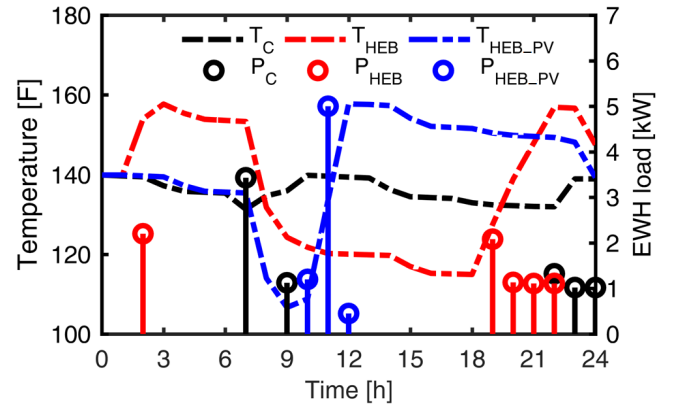 180
160
140
120
100
Temperature [F]
T_C T_HEB T_HEB_PV
P_C P_HEB P_HEB_PV
7
6
5
4
3
2
1
0
EWH load [kW]
0 3 6 9 12 15 18 21 24
Time [h]